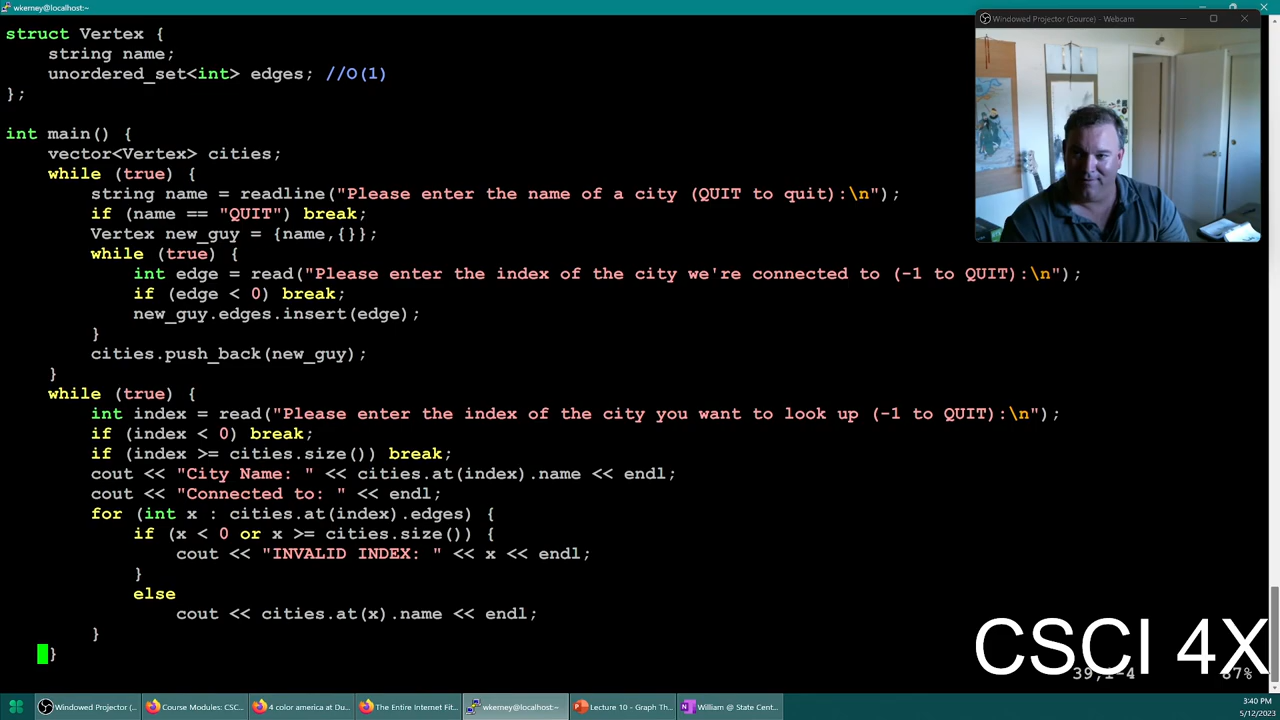 wkerney@localhost:~
Windowed Projector (Source) - Webcam
struct Vertex {
string name;
unordered_set<int> edges; //O(1)
};
int main() {
vector<Vertex> cities;
while (true) {
string name = readline("Please enter the name of a city (QUIT to quit):\n");
if (name == "QUIT") break;
Vertex new_guy = {name,{}};
while (true) {
int edge = read("Please enter the index of the city we're connected to (-1 to QUIT):\n");
if (edge < 0) break;
new_guy.edges.insert(edge);
}
cities.push_back(new_guy);
}
while (true) {
int index = read("Please enter the index of the city you want to look up (-1 to QUIT):\n");
if (index < 0) break;
if (index >= cities.size()) break;
cout << "City Name: " << cities.at(index).name << endl;
cout << "Connected to: " << endl;
for (int x : cities.at(index).edges) {
if (x < 0 or x >= cities.size()) {
cout << "INVALID INDEX: " << x << endl;
}
else
cout << cities.at(x).name << endl;
}
}
CSCI 4X
39,1-4 87%
Windowed Projector (...
Course Modules: CSC...
4 color america at Du...
The Entire Internet Fit...
wkerney@localhost:~
Lecture 10 - Graph Th...
William @ State Cent...
3:40 PM
5/12/2023